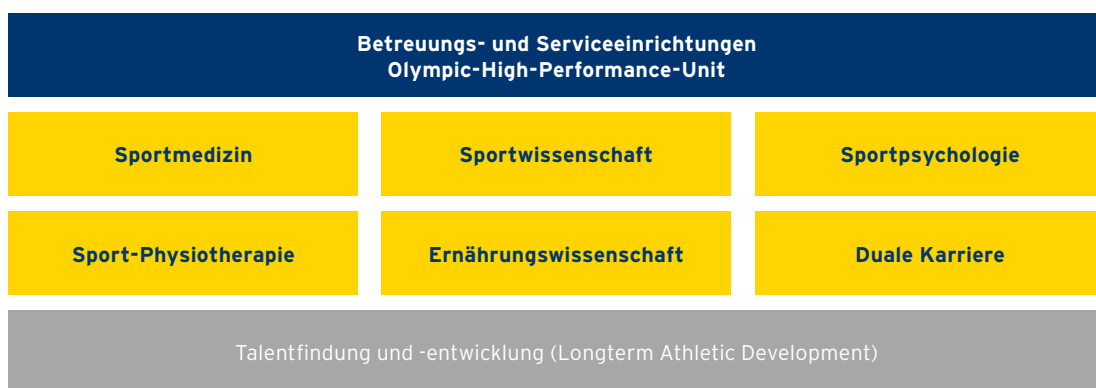 Betreuungs- und Serviceeinrichtungen
Olympic-High-Performance-Unit
Sportmedizin
Sportwissenschaft
Sportpsychologie
Sport-Physiotherapie
Ernährungswissenschaft
Duale Karriere
Talentfindung und -entwicklung (Longterm Athletic Development)